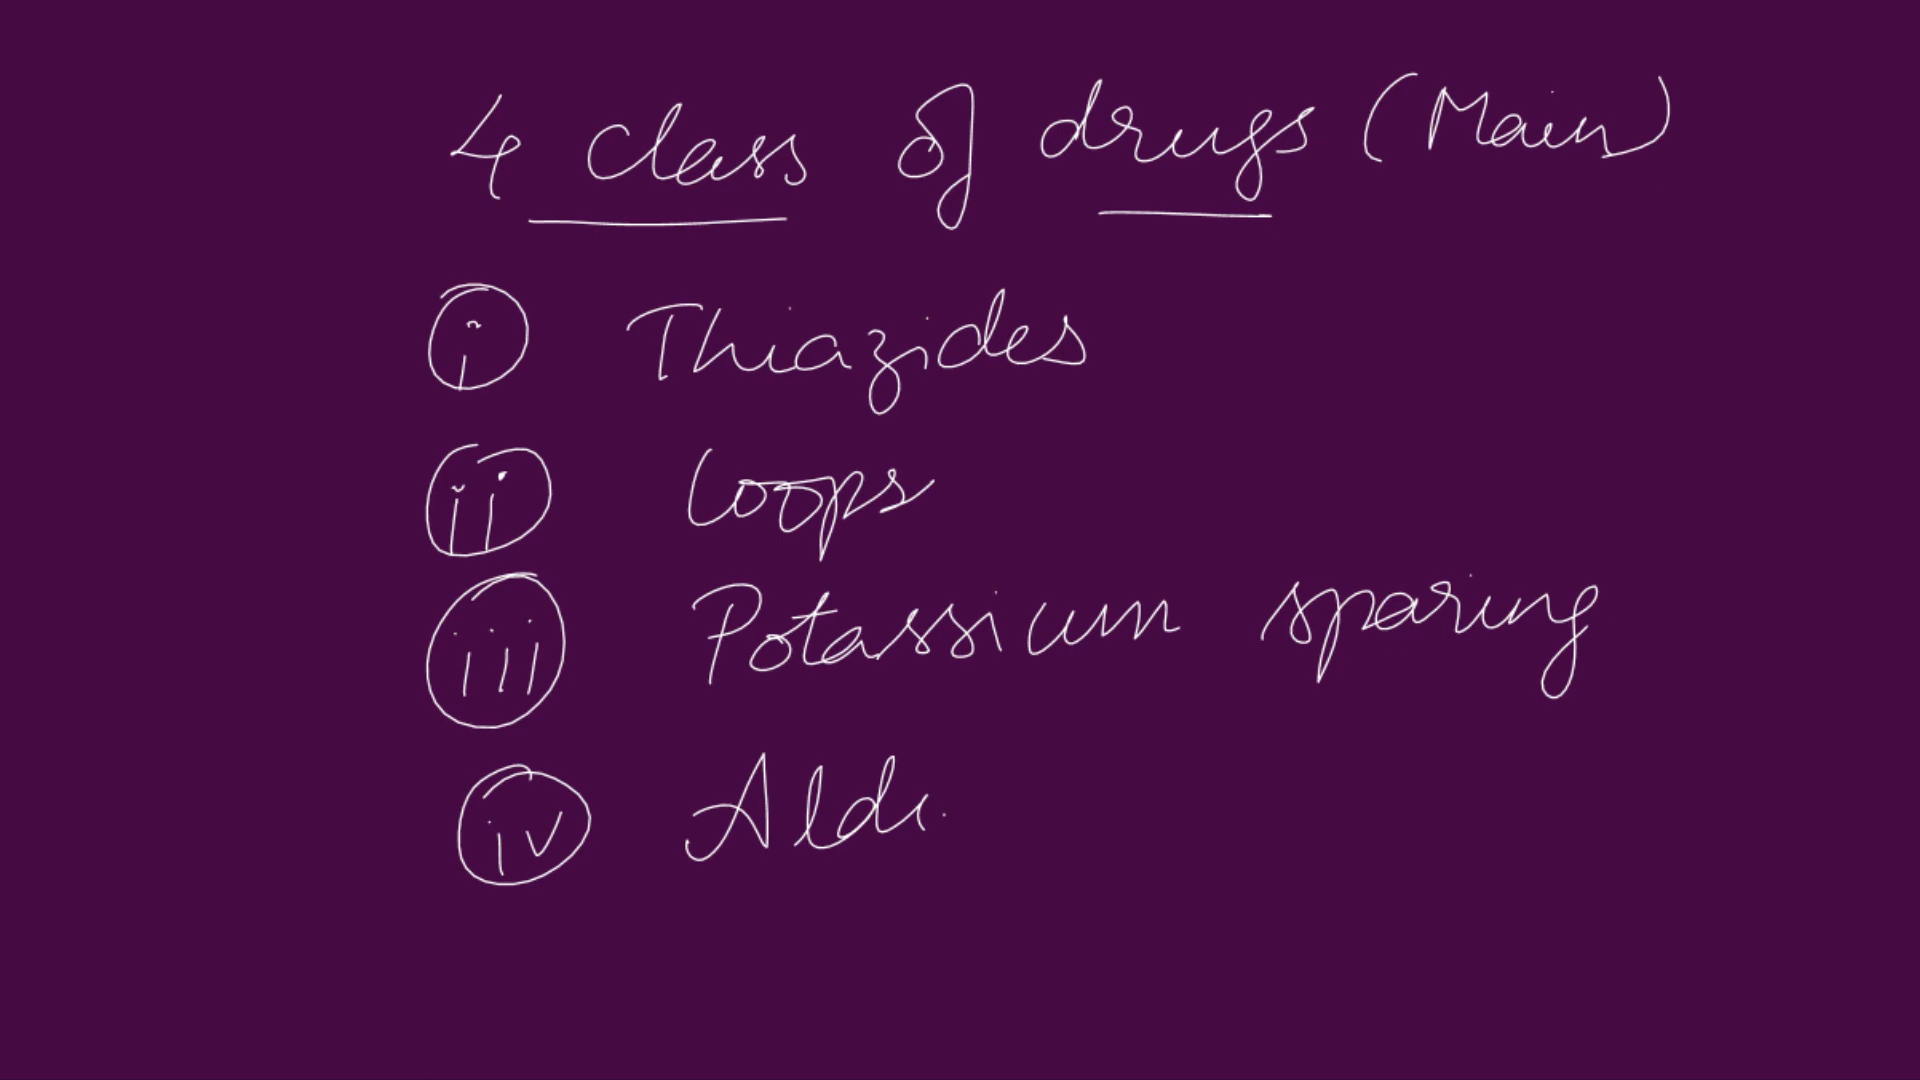 4 class of drugs (Main)
i Thiazides
ii Loops
iii Potassium sparing
iv Aldi